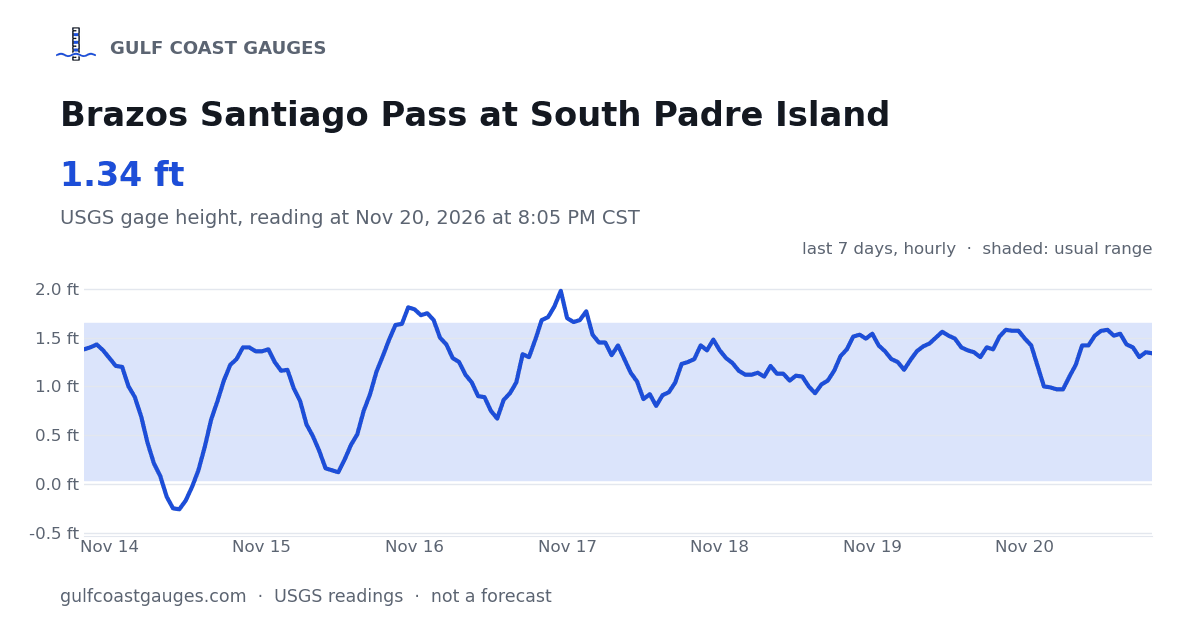 GULF COAST GAUGES
Brazos Santiago Pass at South Padre Island
1.34 ft
USGS gage height, reading at Nov 20, 2026 at 8:05 PM CST
last 7 days, hourly · shaded: usual range
2.0 ft
1.5 ft
1.0 ft
0.5 ft
0.0 ft
-0.5 ft
Nov 14 Nov 15 Nov 16 Nov 17 Nov 18 Nov 19 Nov 20
gulfcoastgauges.com · USGS readings · not a forecast